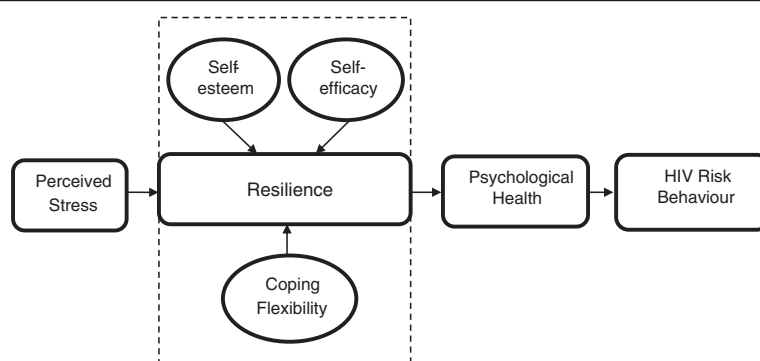 Self-
esteem
Self-
efficacy
Perceived
Stress
Resilience
Psychological
Health
HIV Risk
Behaviour
Coping
Flexibility